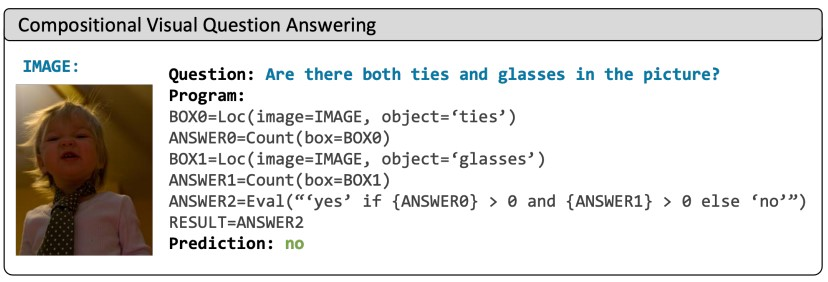 Compositional Visual Question Answering
IMAGE:
Question: Are there both ties and glasses in the picture?
Program:
BOX0=Loc(image=IMAGE, object=‘ties’)
ANSWER0=Count(box=BOX0)
BOX1=Loc(image=IMAGE, object=‘glasses’)
ANSWER1=Count(box=BOX1)
ANSWER2=Eval(“‘yes’ if {ANSWER0} > 0 and {ANSWER1} > 0 else ‘no’”)
RESULT=ANSWER2
Prediction: no